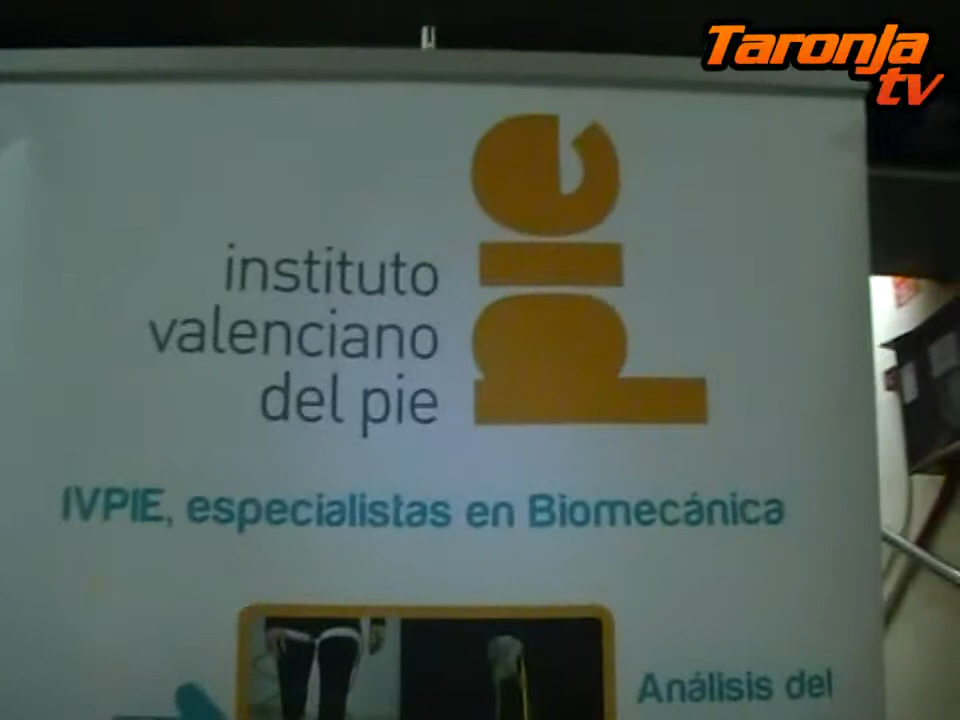 Taronja
tv
pie
instituto
valenciano
del pie
IVPIE, especialistas en Biomecánica
Análisis del